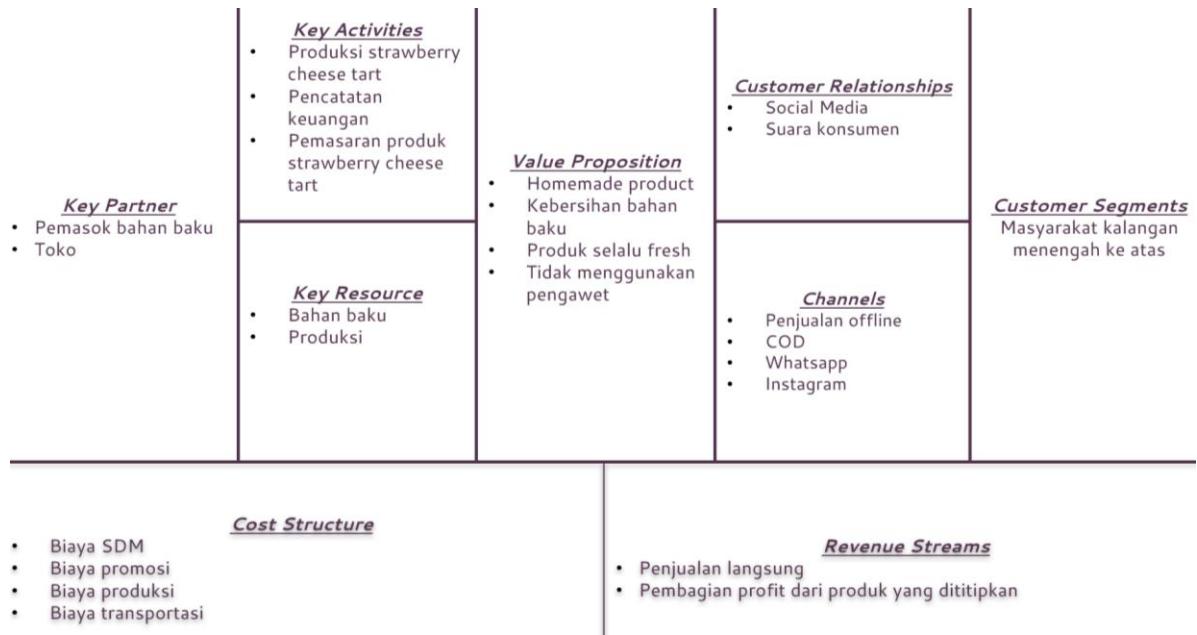 Key Partner
• Pemasok bahan baku
• Toko
Key Activities
• Produksi strawberry
cheese tart
• Pencatatan
keuangan
• Pemasaran produk
strawberry cheese
tart
Key Resource
• Bahan baku
• Produksi
Value Proposition
• Homemade product
• Kebersihan bahan
baku
• Produk selalu fresh
• Tidak menggunakan
pengawet
Customer Relationships
• Social Media
• Suara konsumen
Channels
• Penjualan offline
• COD
• Whatsapp
• Instagram
Customer Segments
Masyarakat kalangan
menengah ke atas
Cost Structure
• Biaya SDM
• Biaya promosi
• Biaya produksi
• Biaya transportasi
Revenue Streams
• Penjualan langsung
• Pembagian profit dari produk yang dititipkan